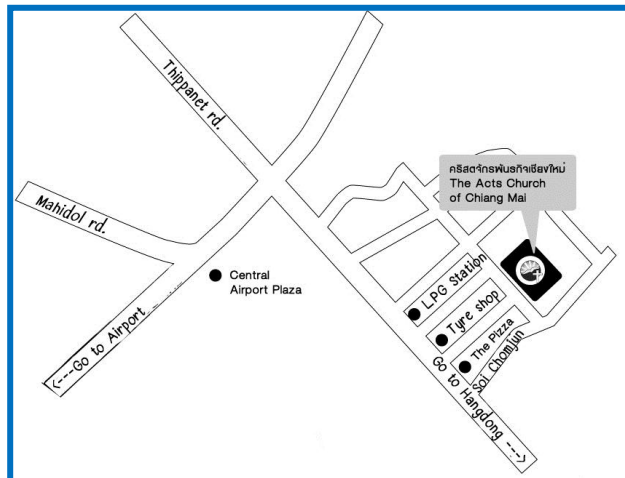 Thippanet rd.
คริสตจักรพันธกิจเชียงใหม่
The Acts Church
of Chiang Mai
Mahidol rd.
Central
Airport Plaza
LPG Station
Tyre shop
The Pizza
Soi Chomjun
<---Go to Airport
Go to Hangdong --->